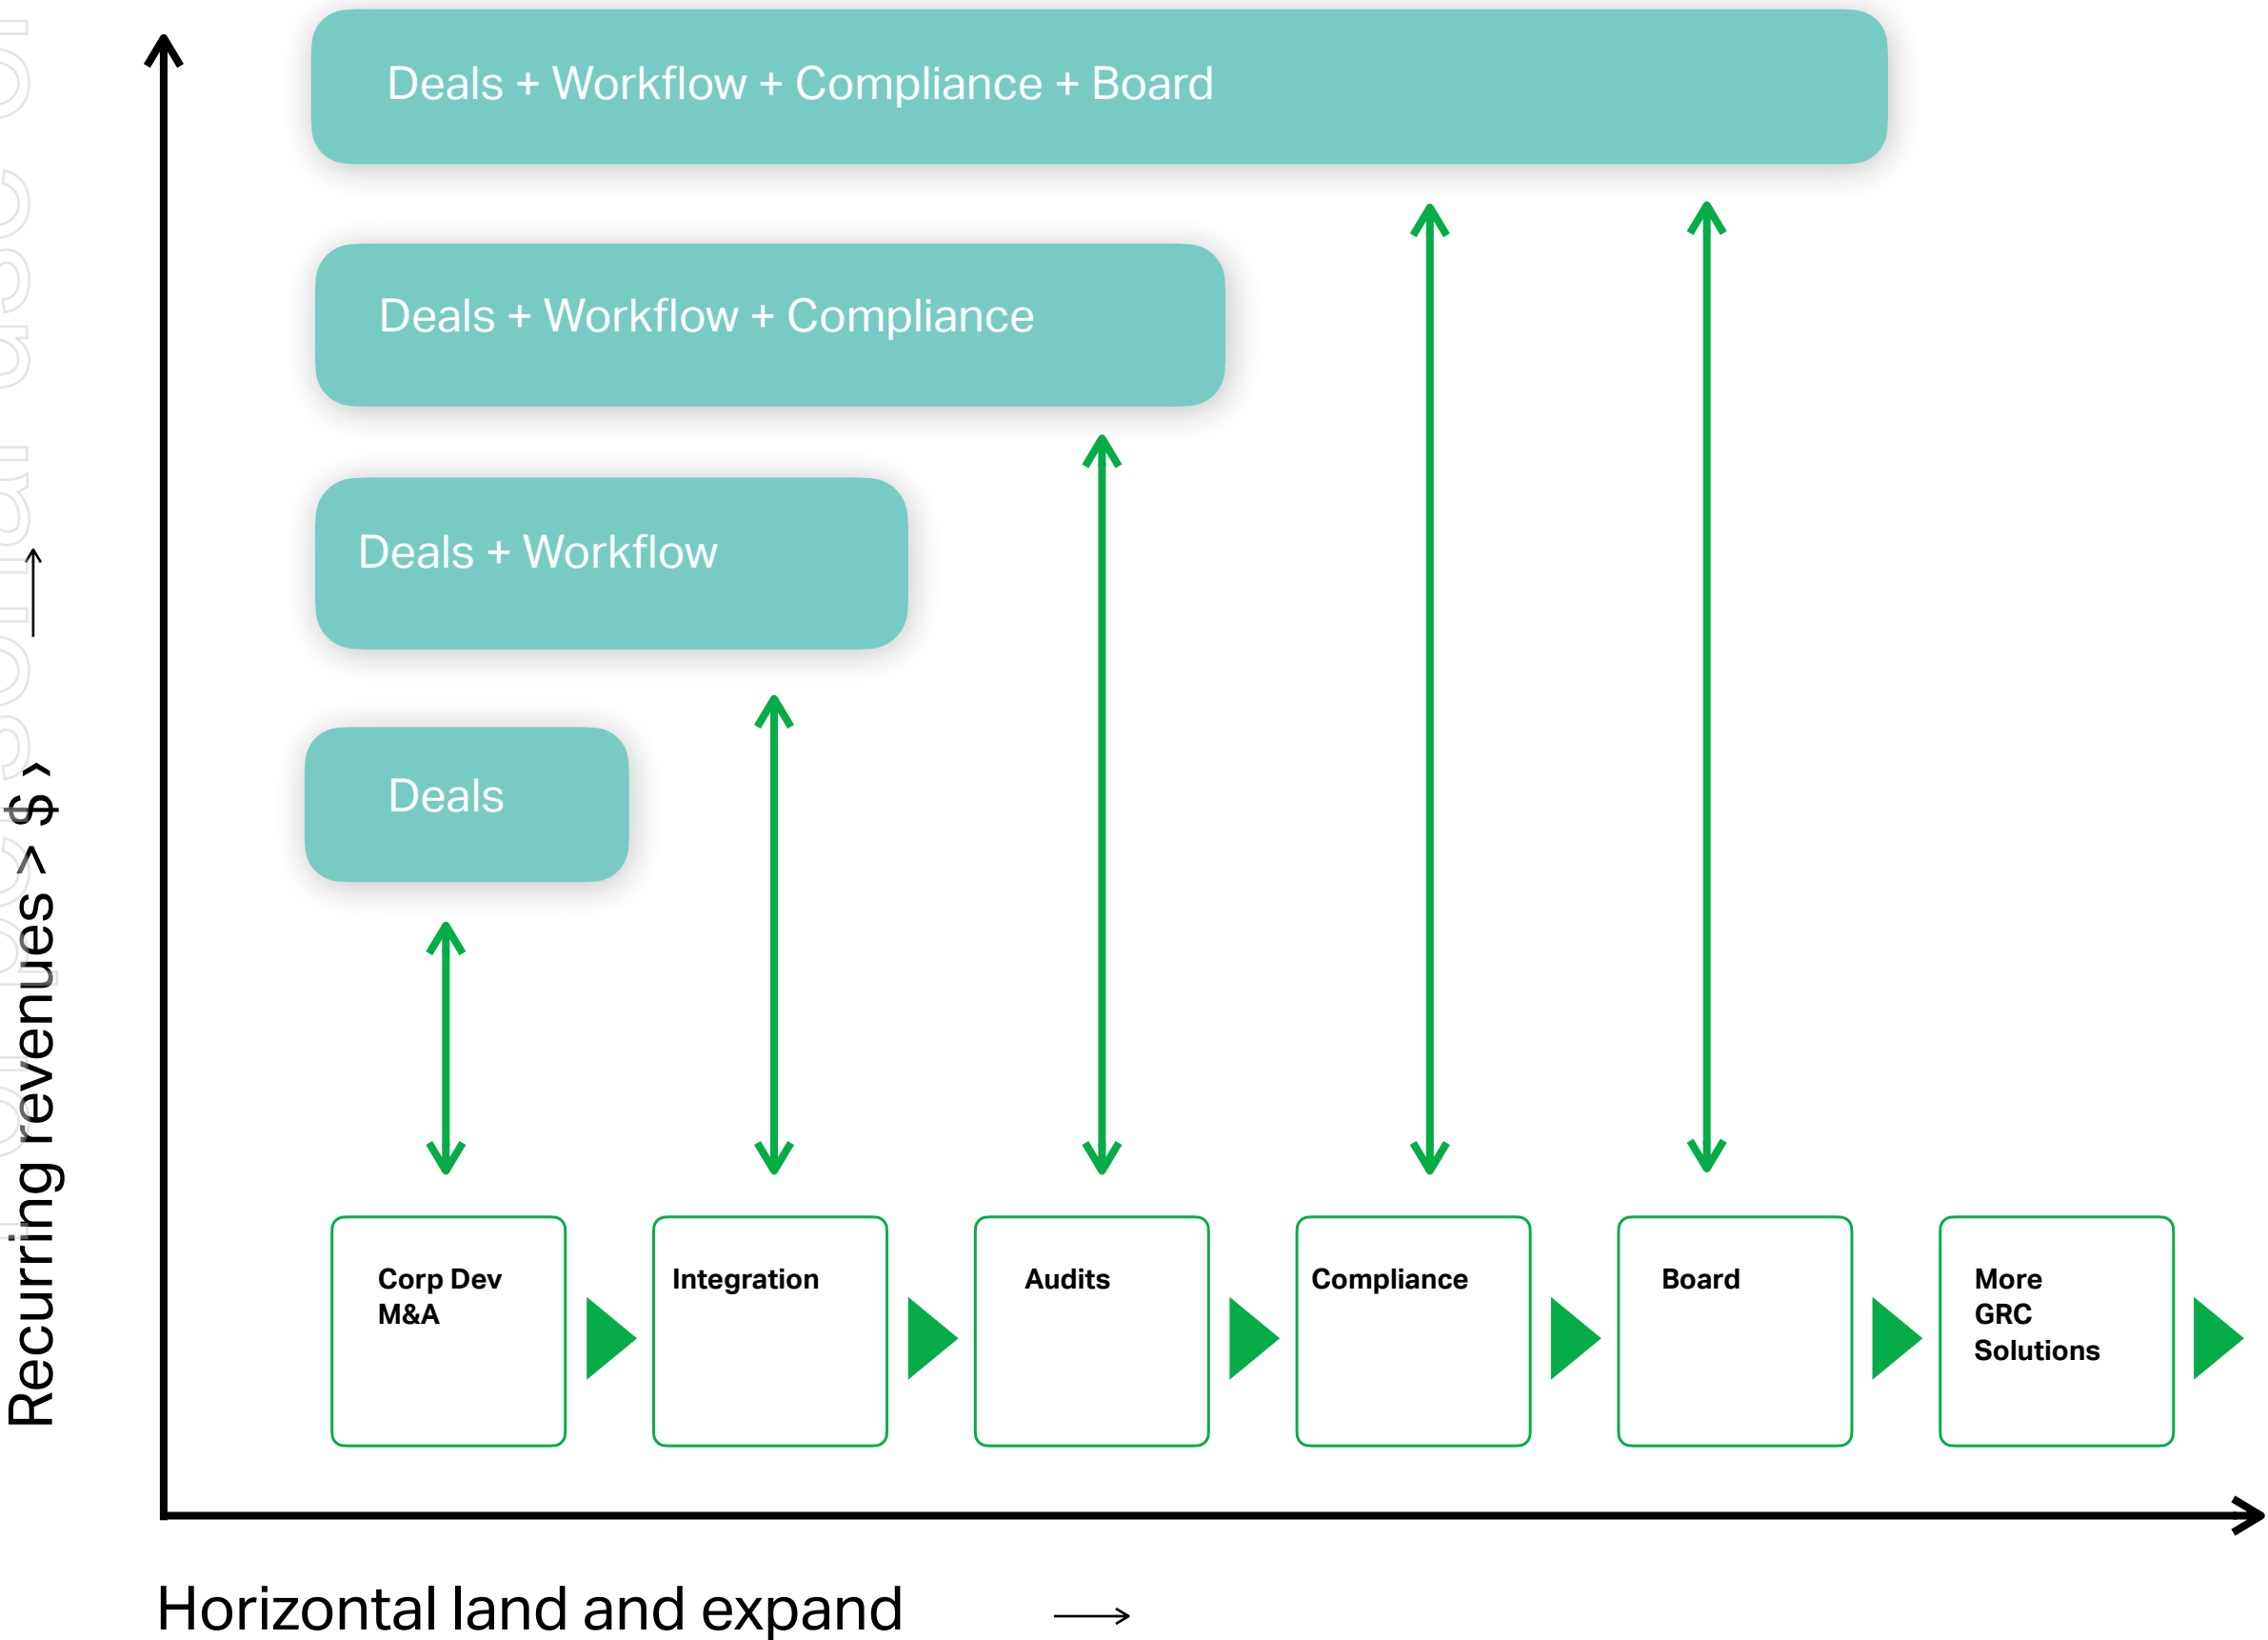 Deals + Workflow + Compliance + Board
Deals + Workflow + Compliance
Deals + Workflow
Deals
Recurring revenues > $ ›
Corp Dev
M&A
Integration
Audits
Compliance
Board
More
GRC
Solutions
Horizontal land and expand